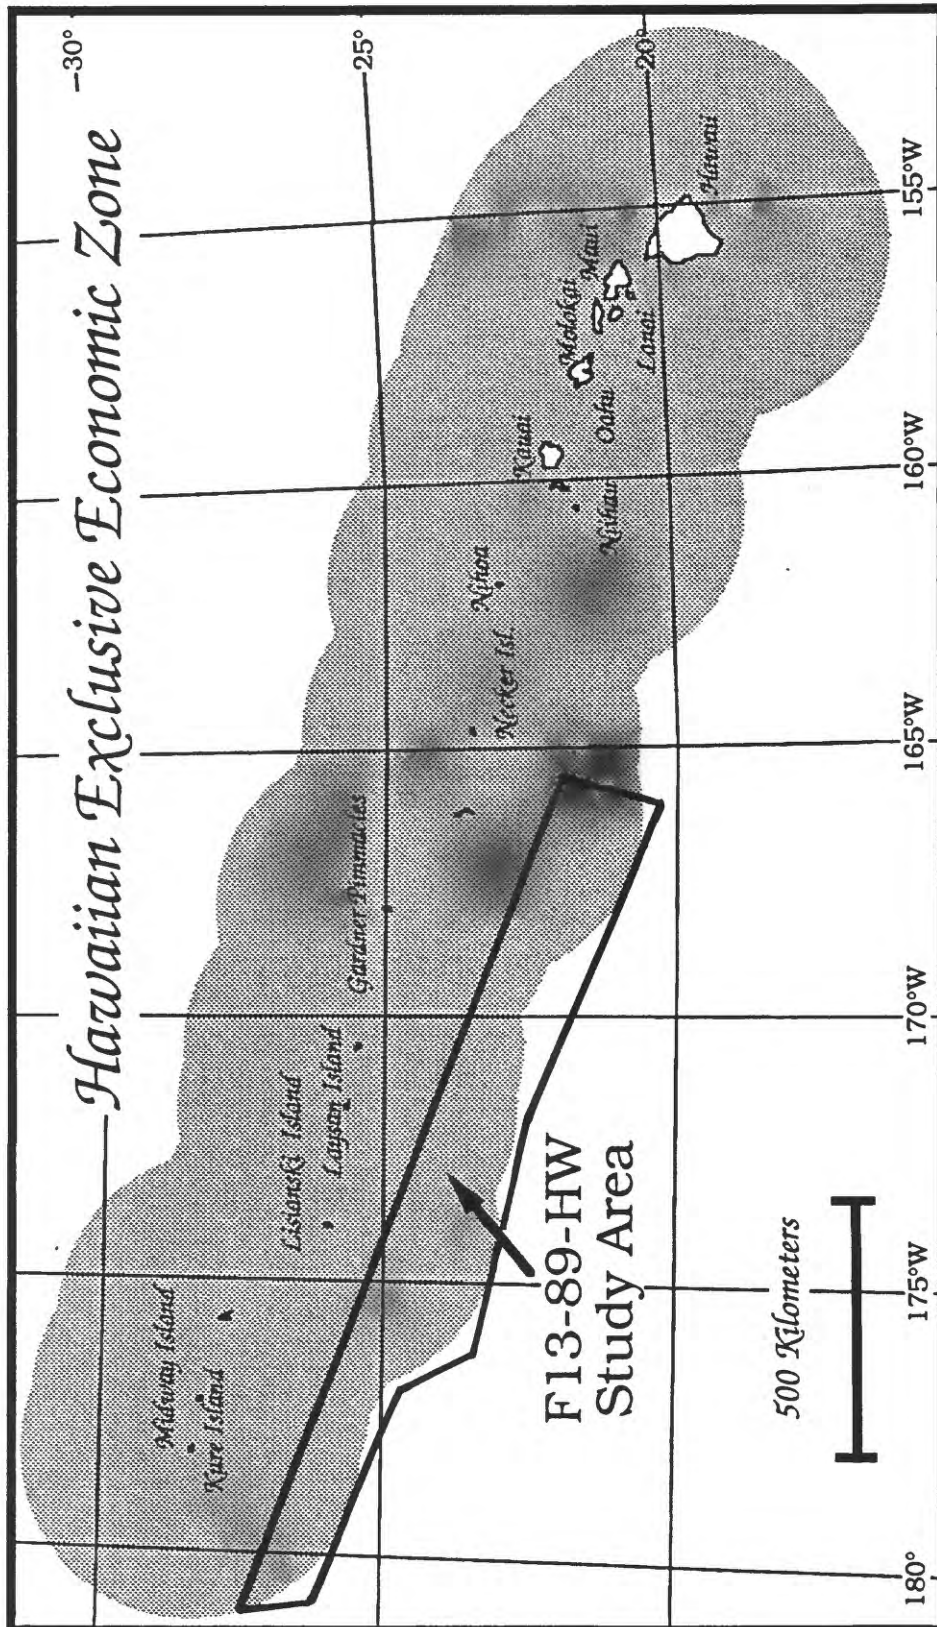 Hawaiian Exclusive Economic Zone
–30°
–25°
20°
Midway Island
Kure Island
Lisianski Island
Laysan Island
Gardner Pinnacles
Necker Isl.
Nihoa
Kauai
Niihau
Oahu
Molokai
Maui
Lanai
Hawaii
F13-89-HW
Study Area
500 Kilometers
180°
175°W
170°W
165°W
160°W
155°W